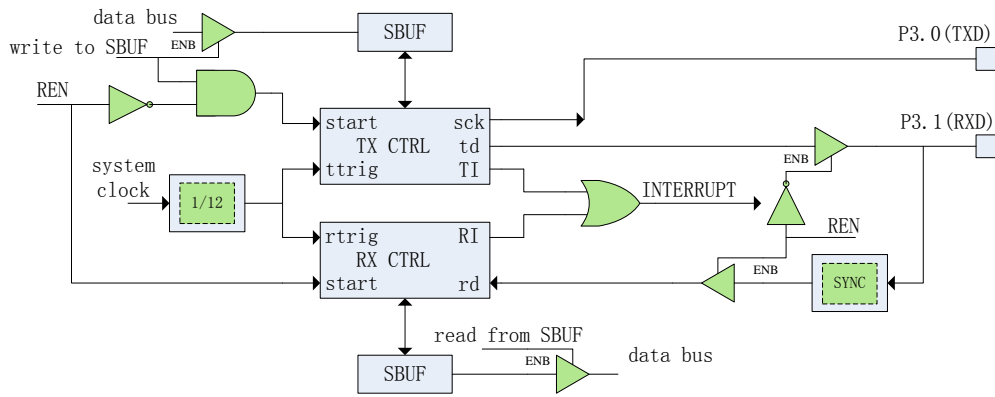 data bus
SBUF
P3.0(TXD)
ENB
write to SBUF
REN
start
sck
TX CTRL
td
P3.1(RXD)
ENB
ttrig
TI
system
clock
1/12
INTERRUPT
rtrig
RI
REN
RX CTRL
ENB
start
rd
SYNC
read from SBUF
ENB
data bus
SBUF